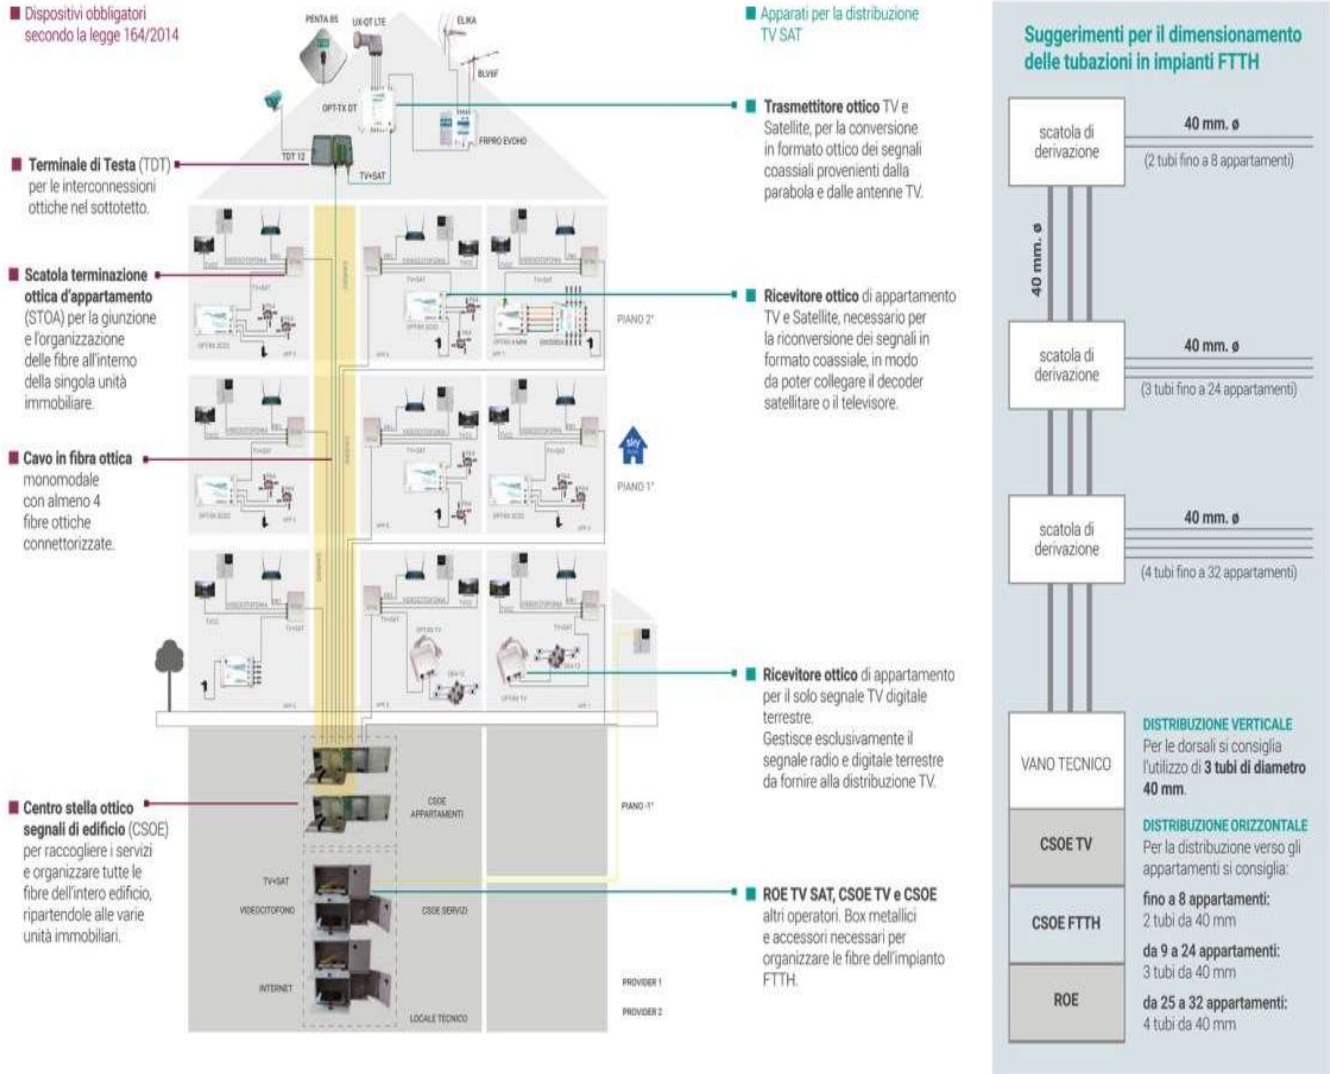 Dispositivi obbligatori
secondo la legge 164/2014
PENTA 85
UX-QT LTE
ELIKA
BLV6F
OPT-TX DT
FRPRO EVOHD
TDT 12
TV+SAT
Terminale di Testa (TDT)
per le interconnessioni
ottiche nel sottotetto.
Scatola terminazione
ottica d'appartamento
(STOA) per la giunzione
e l'organizzazione
delle fibre all'interno
della singola unità
immobiliare.
Cavo in fibra ottica
monomodale
con almeno 4
fibre ottiche
connettorizzate.
Centro stella ottico
segnali di edificio (CSOE)
per raccogliere i servizi
e organizzare tutte le
fibre dell'intero edificio,
ripartendole alle varie
unità immobiliari.
PIANO 2°
sky
PIANO 1°
PIANO -1°
CSOE
APPARTAMENTI
TV+SAT
VIDEOCITOFONO
CSOE SERVIZI
INTERNET
LOCALE TECNICO
PROVIDER 1
PROVIDER 2
Apparati per la distribuzione
TV SAT
Trasmettitore ottico TV e
Satellite, per la conversione
in formato ottico dei segnali
coassiali provenienti dalla
parabola e dalle antenne TV.
Ricevitore ottico di appartamento
TV e Satellite, necessario per
la riconversione dei segnali in
formato coassiale, in modo
da poter collegare il decoder
satellitare o il televisore.
Ricevitore ottico di appartamento
per il solo segnale TV digitale
terrestre.
Gestisce esclusivamente il
segnale radio e digitale terrestre
da fornire alla distribuzione TV.
ROE TV SAT, CSOE TV e CSOE
altri operatori. Box metallici
e accessori necessari per
organizzare le fibre dell'impianto
FTTH.
Suggerimenti per il dimensionamento
delle tubazioni in impianti FTTH
scatola di
derivazione
40 mm. ø
(2 tubi fino a 8 appartamenti)
40 mm. ø
scatola di
derivazione
40 mm. ø
(3 tubi fino a 24 appartamenti)
scatola di
derivazione
40 mm. ø
(4 tubi fino a 32 appartamenti)
VANO TECNICO
CSOE TV
CSOE FTTH
ROE
DISTRIBUZIONE VERTICALE
Per le dorsali si consiglia
l'utilizzo di 3 tubi di diametro
40 mm.
DISTRIBUZIONE ORIZZONTALE
Per la distribuzione verso gli
appartamenti si consiglia:
fino a 8 appartamenti:
2 tubi da 40 mm
da 9 a 24 appartamenti:
3 tubi da 40 mm
da 25 a 32 appartamenti:
4 tubi da 40 mm